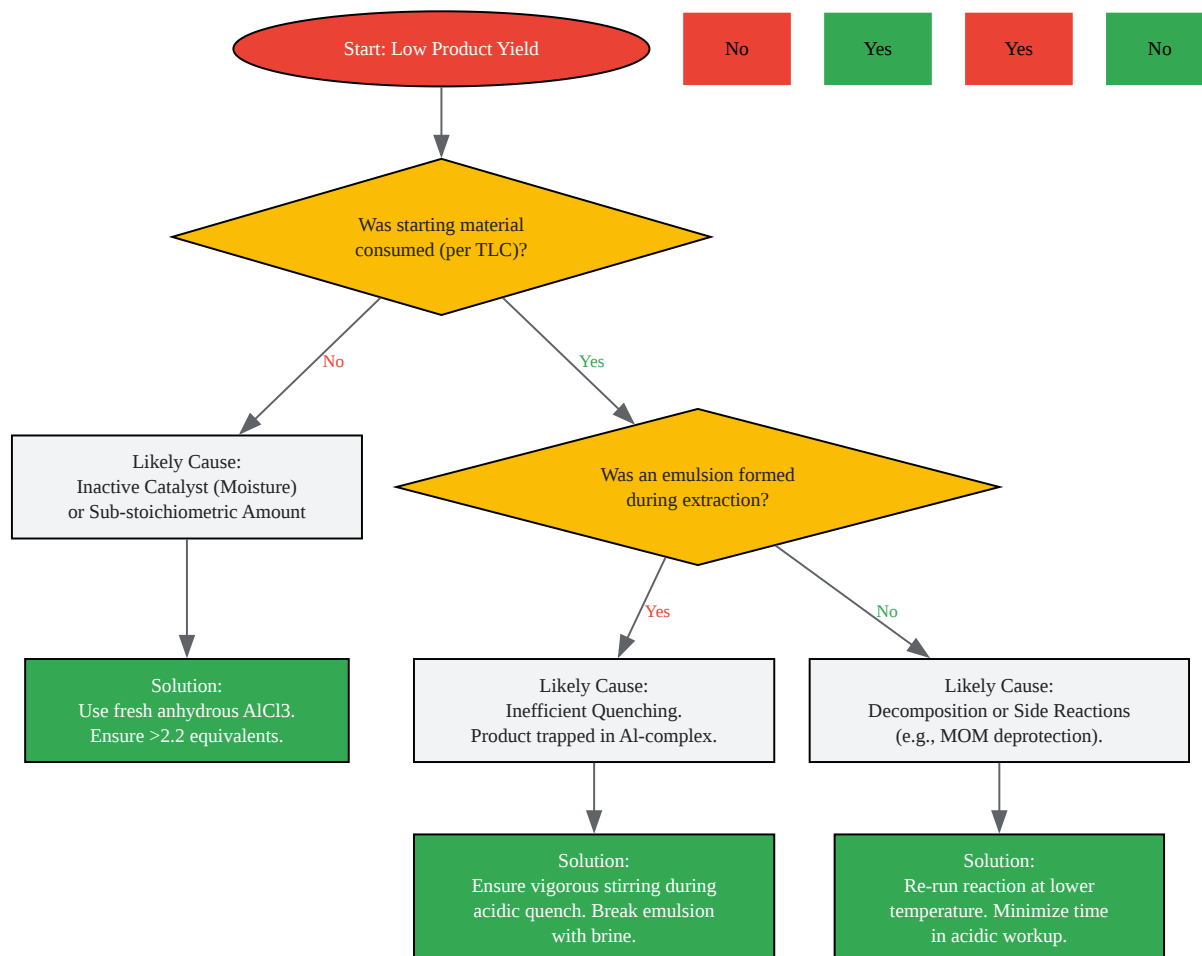 Start: Low Product Yield
No
Yes
Yes
No
Was starting material
consumed (per TLC)?
No
Yes
Likely Cause:
Inactive Catalyst (Moisture)
or Sub-stoichiometric Amount
Was an emulsion formed
during extraction?
Yes
No
Solution:
Use fresh anhydrous AlCl3.
Ensure >2.2 equivalents.
Likely Cause:
Inefficient Quenching.
Product trapped in Al-complex.
Likely Cause:
Decomposition or Side Reactions
(e.g., MOM deprotection).
Solution:
Ensure vigorous stirring during
acidic quench. Break emulsion
with brine.
Solution:
Re-run reaction at lower
temperature. Minimize time
in acidic workup.